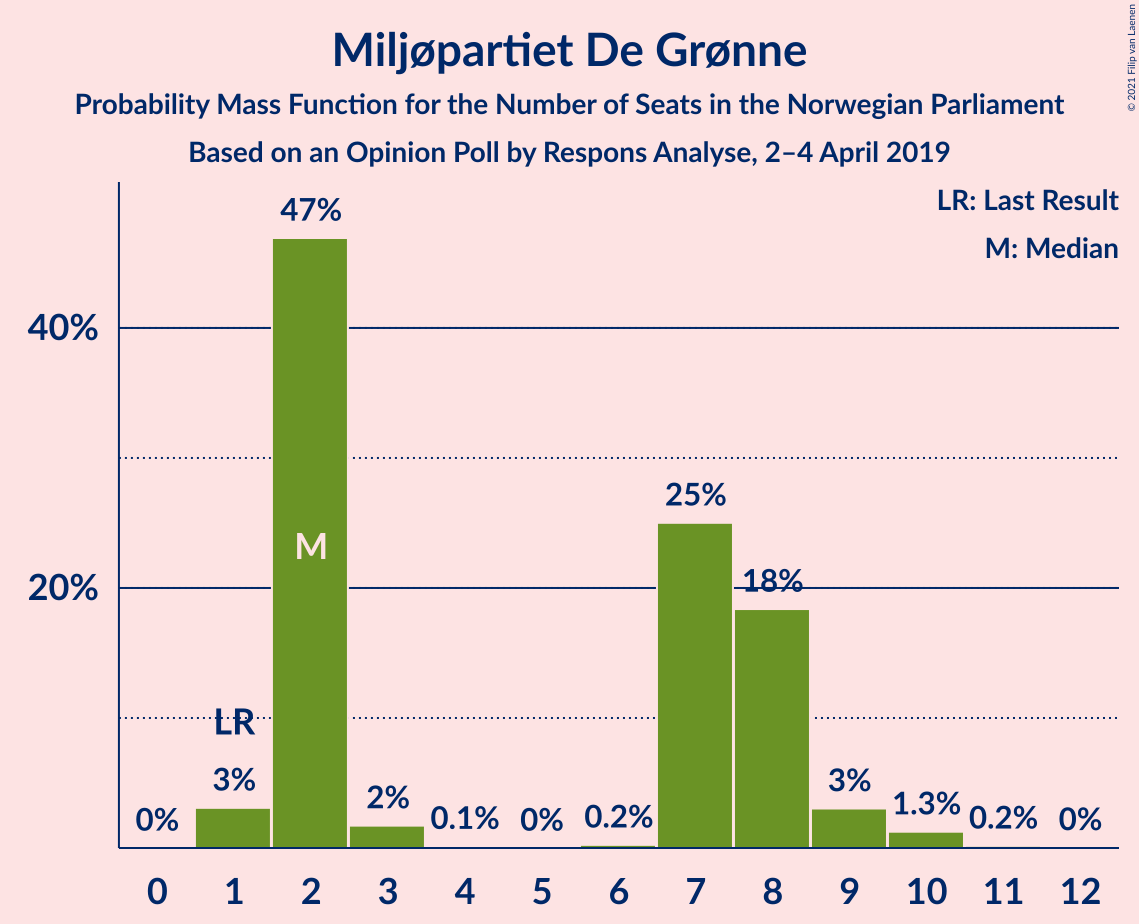 © 2021 Filip van Laenen
Miljøpartiet De Grønne
Probability Mass Function for the Number of Seats in the Norwegian Parliament
Based on an Opinion Poll by Respons Analyse, 2–4 April 2019
LR: Last Result
M: Median
47%
40%
25%
M
20%
18%
LR
0%
3%
2%
0.1%
0%
0.2%
3%
1.3%
0.2%
0%
0 1 2 3 4 5 6 7 8 9 10 11 12